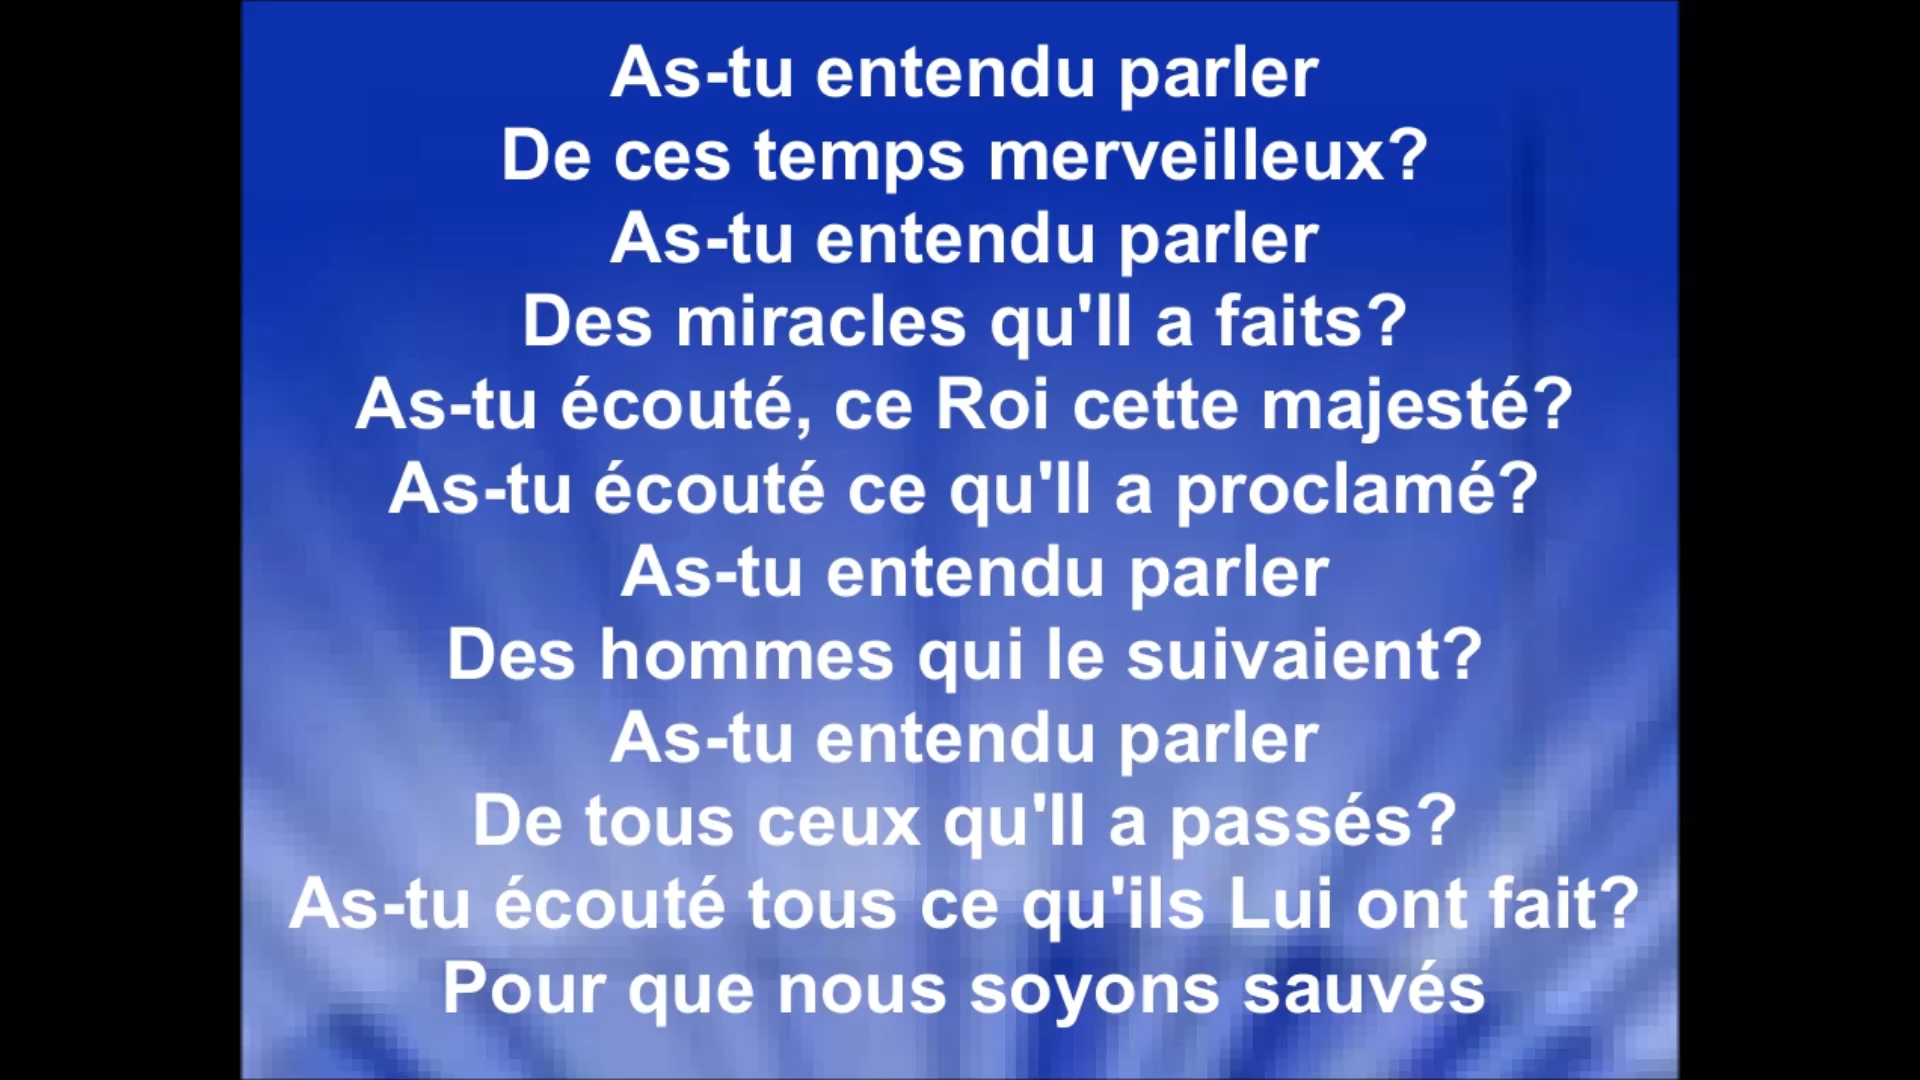 As-tu entendu parler
De ces temps merveilleux?
As-tu entendu parler
Des miracles qu'Il a faits?
As-tu écouté, ce Roi cette majesté?
As-tu écouté ce qu'Il a proclamé?
As-tu entendu parler
Des hommes qui le suivaient?
As-tu entendu parler
De tous ceux qu'Il a passés?
As-tu écouté tous ce qu'ils Lui ont fait?
Pour que nous soyons sauvés